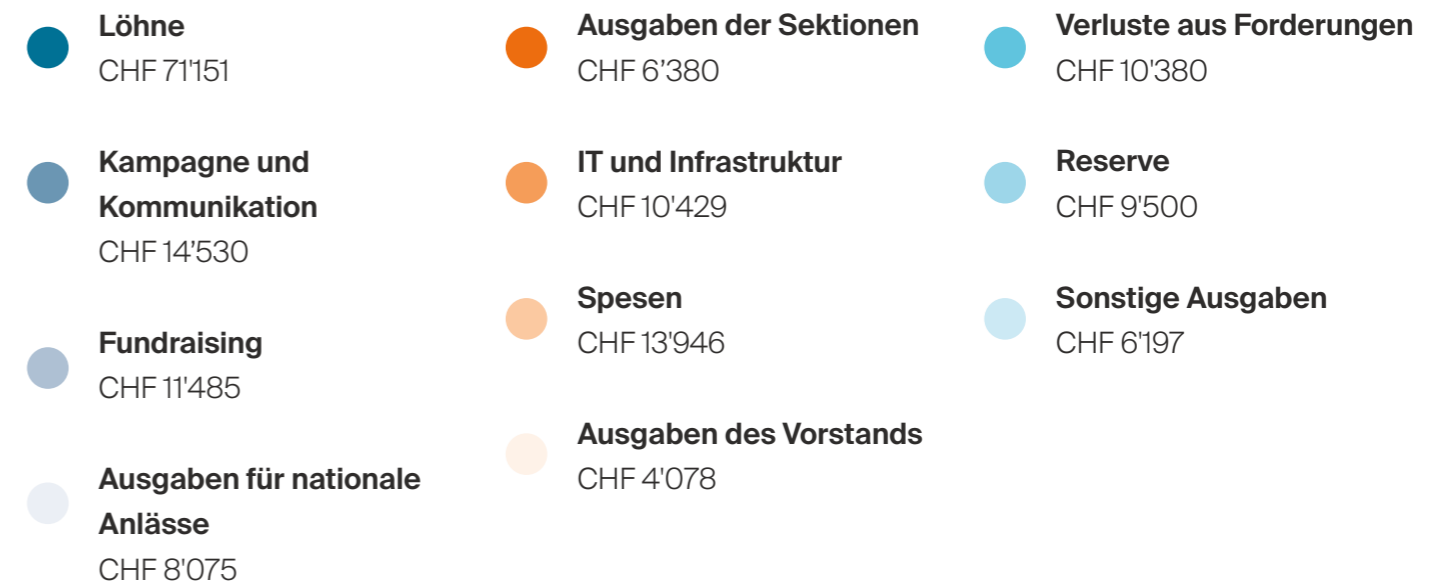 Löhne
CHF 71'151
Kampagne und
Kommunikation
CHF 14'530
Fundraising
CHF 11'485
Ausgaben für nationale
Anlässe
CHF 8'075
Ausgaben der Sektionen
CHF 6’380
IT und Infrastruktur
CHF 10'429
Spesen
CHF 13'946
Ausgaben des Vorstands
CHF 4'078
Verluste aus Forderungen
CHF 10'380
Reserve
CHF 9'500
Sonstige Ausgaben
CHF 6'197